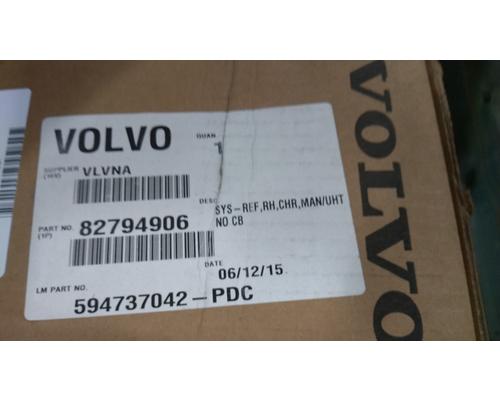 VOLVO
QUAN
1
SUPPLIER
(1V)
VLVNA
PART NO.
(1P)
82794906
DESC
SYS-REF,RH,CHR,MAN/UHT
NO CB
DATE
06/12/15
LM PART NO.
594737042-PDC
VOLVO